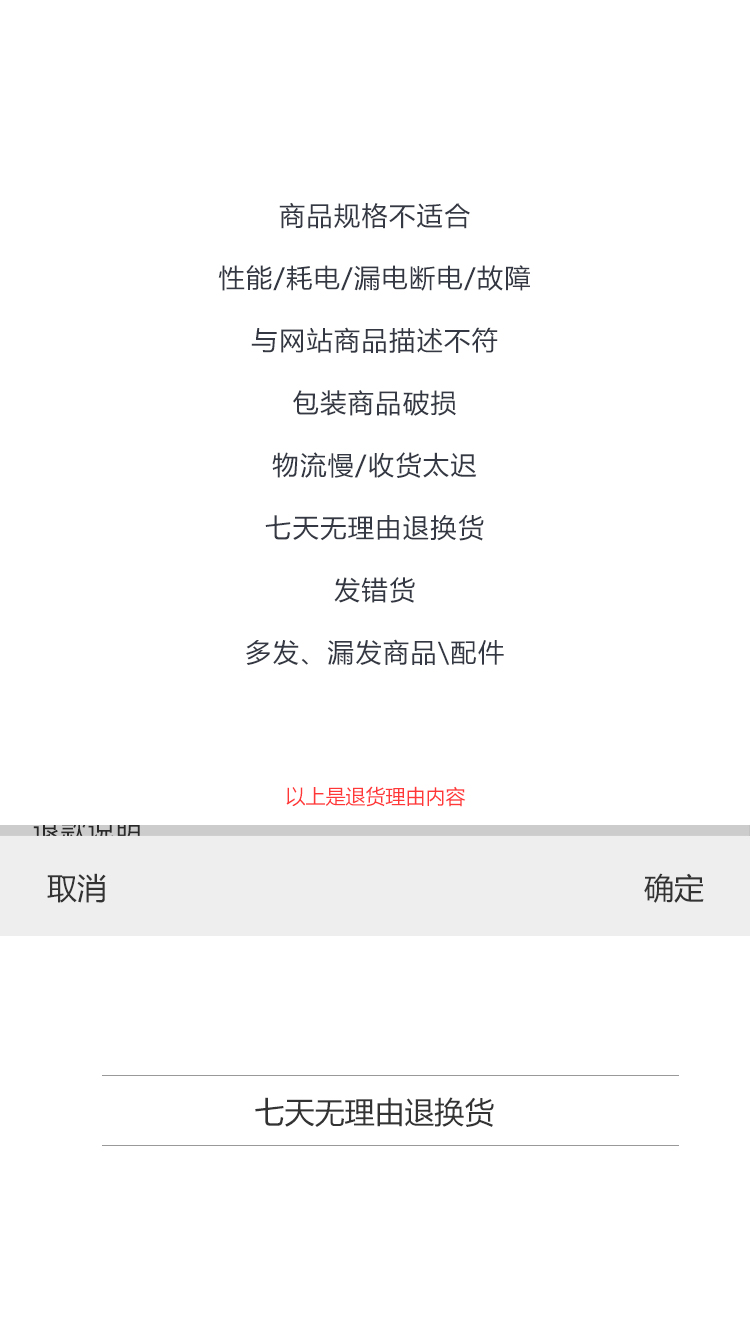 商品规格不适合
性能/耗电/漏电断电/故障
与网站商品描述不符
包装商品破损
物流慢/收货太迟
七天无理由退换货
发错货
多发、漏发商品\配件
以上是退货理由内容
退款说明
取消
确定
七天无理由退换货